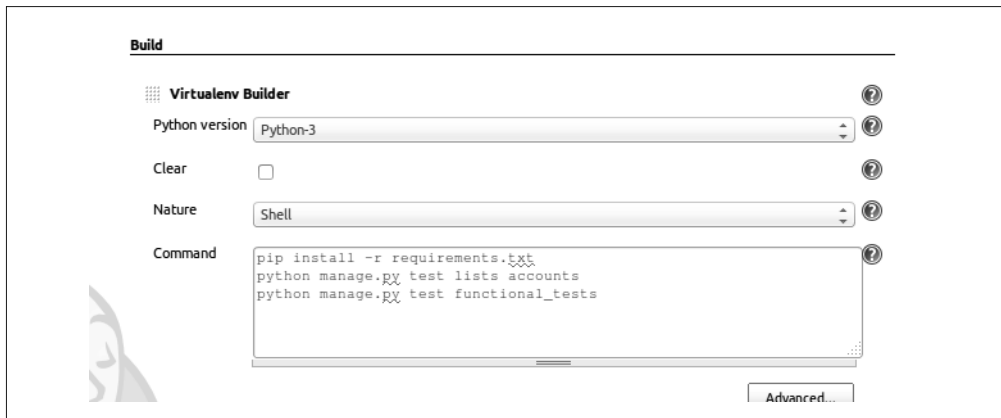 Build
Virtualenv Builder
Python version Python-3
Clear
Nature Shell
Command pip install -r requirements.txt
python manage.py test lists accounts
python manage.py test functional_tests
Advanced...